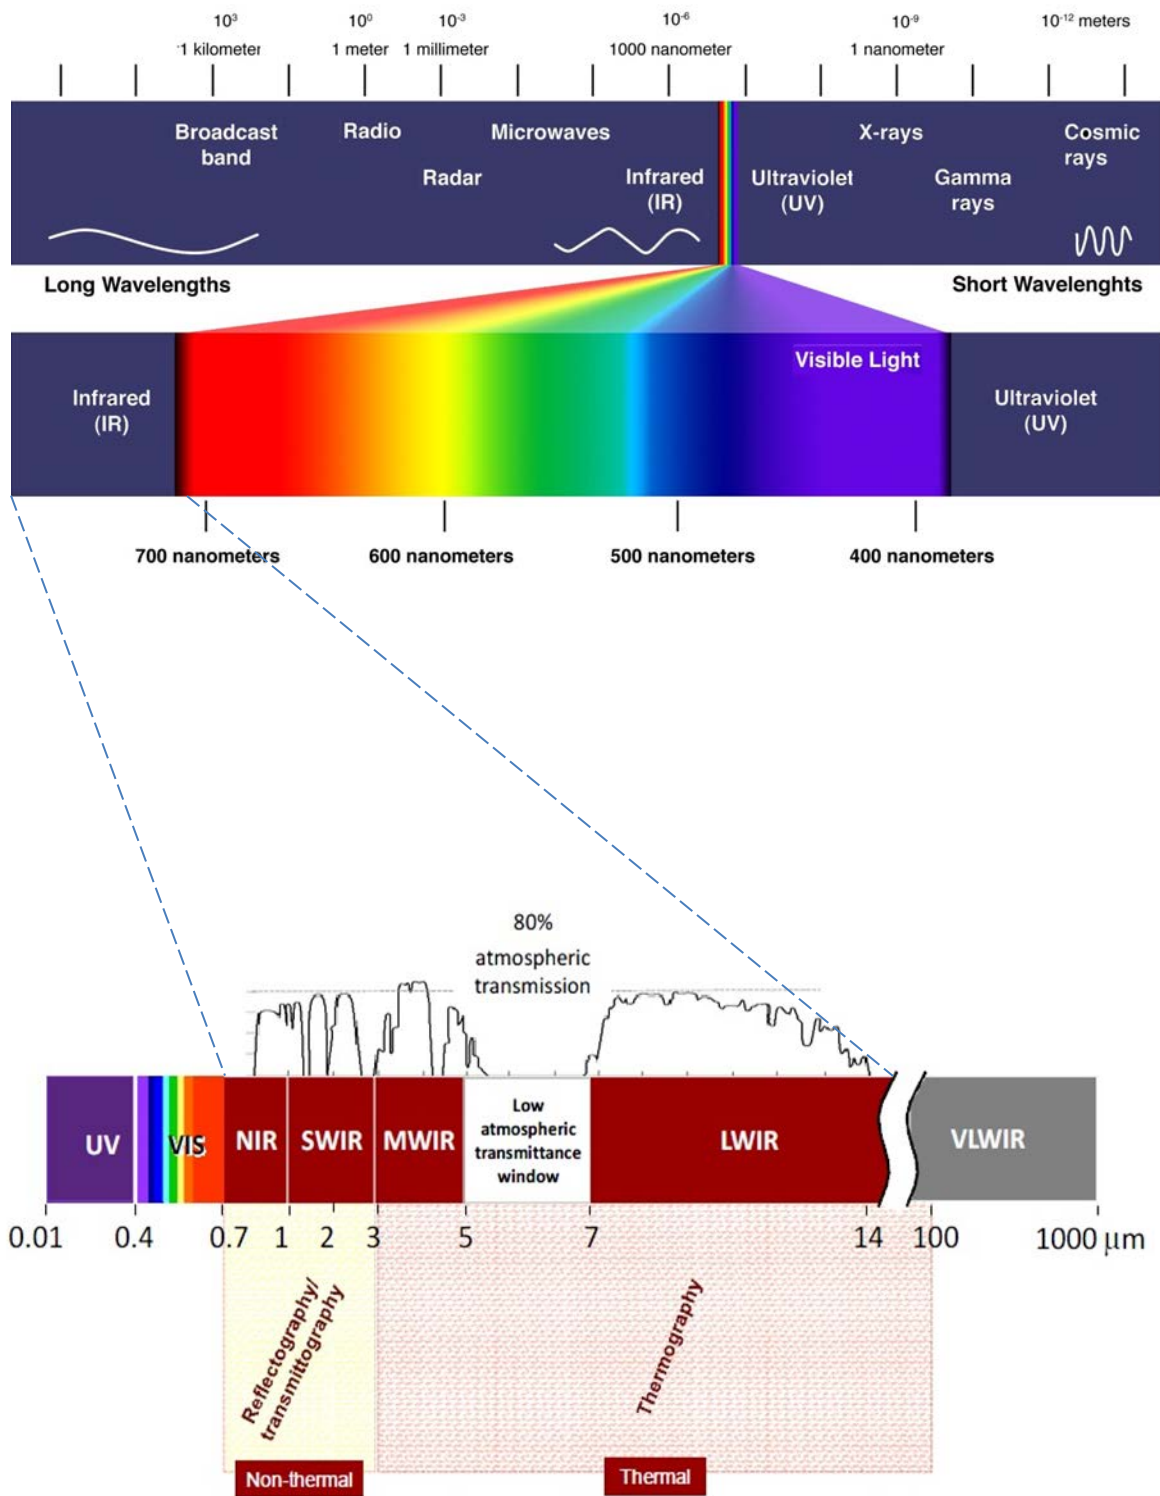 10³ 10⁰ 10⁻³ 10⁻⁶ 10⁻⁹ 10⁻¹² meters
1 kilometer 1 meter 1 millimeter 1000 nanometer 1 nanometer
Broadcast
band
Radio
Radar
Microwaves
Infrared
(IR)
Ultraviolet
(UV)
X-rays
Gamma
rays
Cosmic
rays
Long Wavelengths
Short Wavelenghts
Infrared
(IR)
Visible Light
Ultraviolet
(UV)
700 nanometers 600 nanometers 500 nanometers 400 nanometers
80%
atmospheric
transmission
UV
VIS
NIR
SWIR
MWIR
Low
atmospheric
transmittance
window
LWIR
VLWIR
0.01 0.4 0.7 1 2 3 5 7 14 100 1000 μm
Reflectography/
transmittography
Thermography
Non-thermal
Thermal